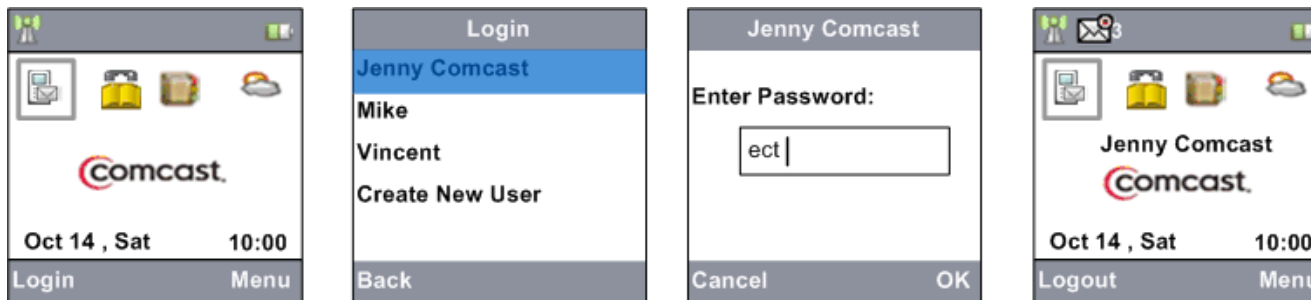 comcast.
Oct 14 , Sat 10:00
Login Menu
Login
Jenny Comcast
Mike
Vincent
Create New User
Back
Jenny Comcast
Enter Password:
ect
Cancel OK
3
Jenny Comcast
comcast.
Oct 14 , Sat 10:00
Logout Menu